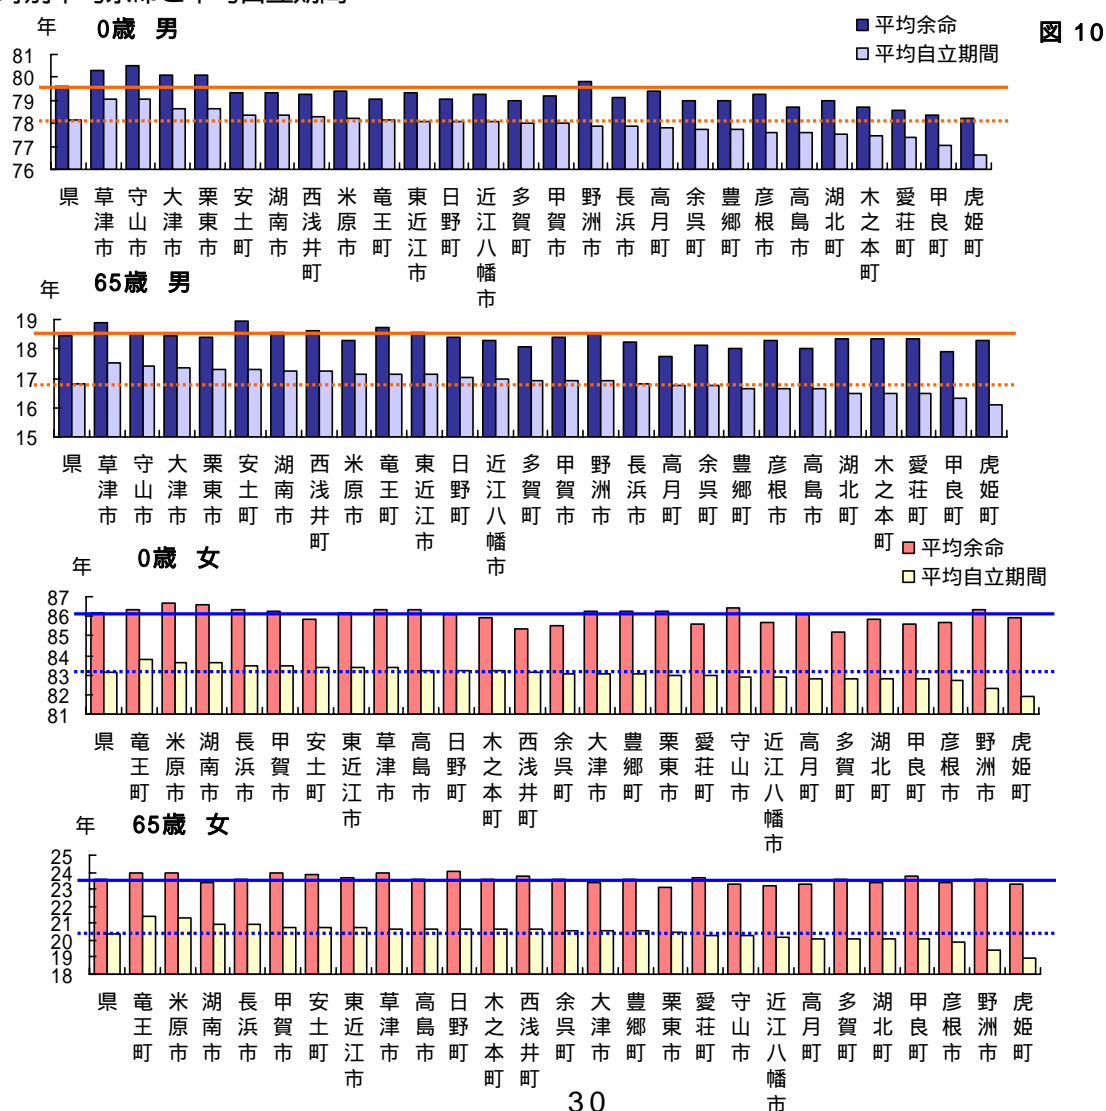 年 0歳 男
平均余命
平均自立期間
図 10
81
80
79
78
77
76
県 草津市 守山市 大津市 栗東市 安土町 湖南市 西浅井町 米原市 竜王町 東近江市 日野町 近江八幡市 多賀町 甲賀市 野洲市 長浜市 高月町 余呉町 豊郷町 彦根市 高島市 湖北町 木之本町 愛荘町 甲良町 虎姫町
年 65歳 男
19
18
17
16
15
県 草津市 守山市 大津市 栗東市 安土町 湖南市 西浅井町 米原市 竜王町 東近江市 日野町 近江八幡市 多賀町 甲賀市 野洲市 長浜市 高月町 余呉町 豊郷町 彦根市 高島市 湖北町 木之本町 愛荘町 甲良町 虎姫町
年 0歳 女
平均余命
平均自立期間
87
86
85
84
83
82
81
県 竜王町 米原市 湖南市 長浜市 甲賀市 安土町 東近江市 草津市 高島市 日野町 木之本町 西浅井町 余呉町 大津市 豊郷町 栗東市 愛荘町 守山市 近江八幡市 高月町 多賀町 湖北町 甲良町 彦根市 野洲市 虎姫町
年 65歳 女
25
24
23
22
21
20
19
18
県 竜王町 米原市 湖南市 長浜市 甲賀市 安土町 東近江市 草津市 高島市 日野町 木之本町 西浅井町 余呉町 大津市 豊郷町 栗東市 愛荘町 守山市 近江八幡市 高月町 多賀町 湖北町 甲良町 彦根市 野洲市 虎姫町
30